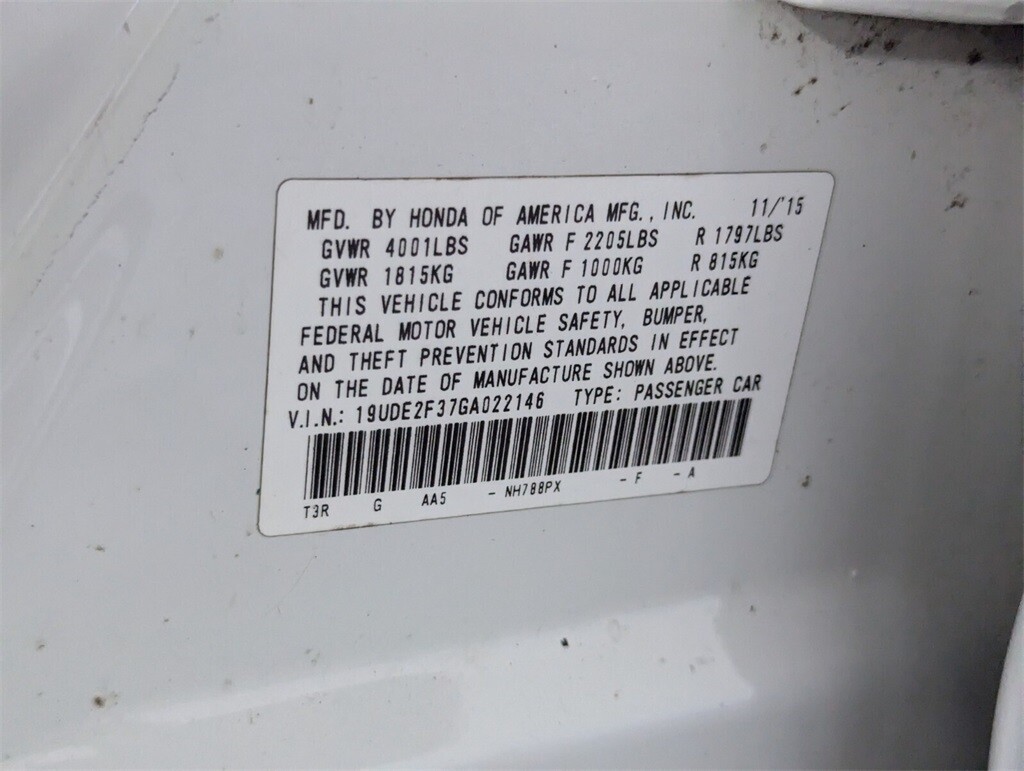 MFD. BY HONDA OF AMERICA MFG., INC. 11/'15
GVWR 4001LBS GAWR F 2205LBS R 1797LBS
GVWR 1815KG GAWR F 1000KG R 815KG
THIS VEHICLE CONFORMS TO ALL APPLICABLE
FEDERAL MOTOR VEHICLE SAFETY, BUMPER,
AND THEFT PREVENTION STANDARDS IN EFFECT
ON THE DATE OF MANUFACTURE SHOWN ABOVE.
V.I.N.: 19UDE2F37GA022146 TYPE: PASSENGER CAR
T3R G AA5 - NH788PX - F - A